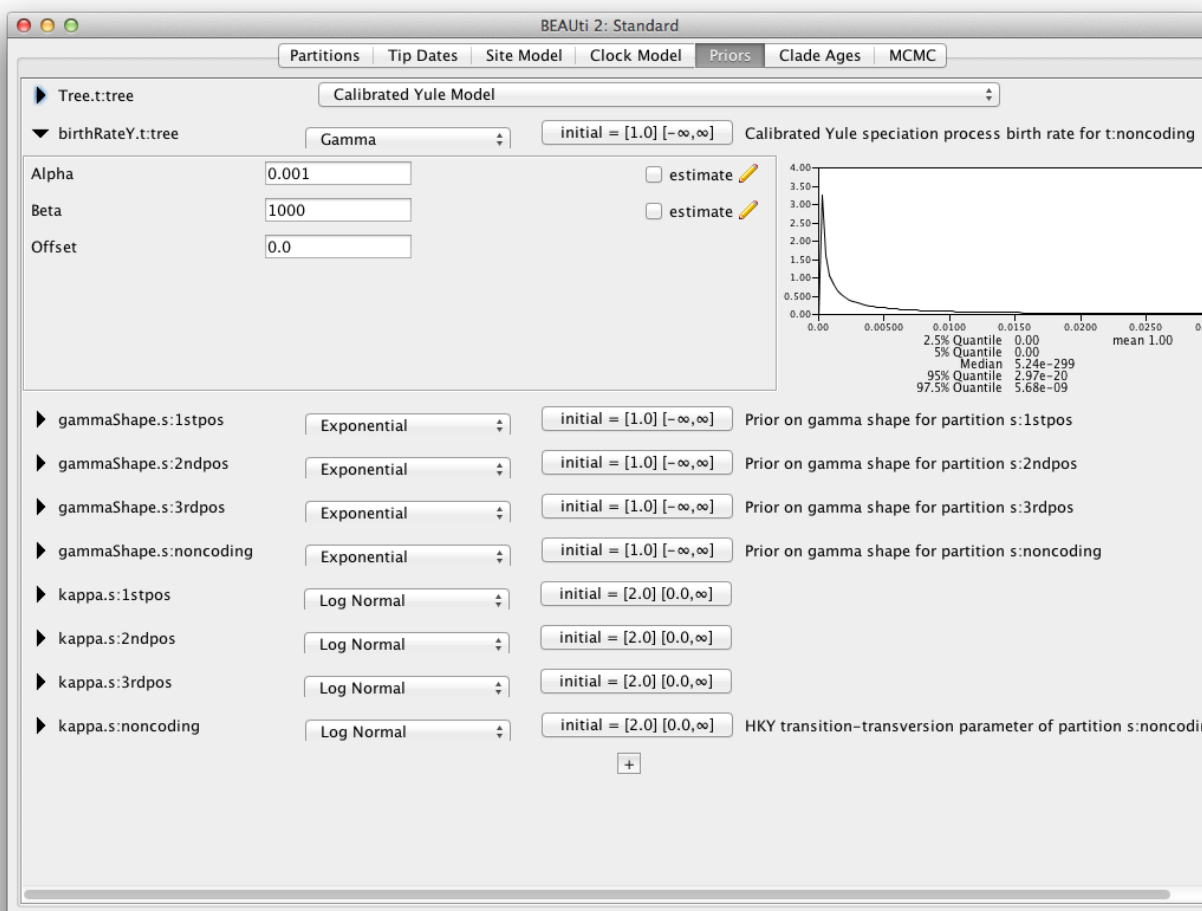 BEAUti 2: Standard
Partitions Tip Dates Site Model Clock Model Priors Clade Ages MCMC
Tree.t:tree Calibrated Yule Model
birthRateY.t:tree Gamma initial = [1.0] [-∞,∞] Calibrated Yule speciation process birth rate for t:noncoding
Alpha 0.001 estimate
Beta 1000 estimate
Offset 0.0
4.00
3.50
3.00
2.50
2.00
1.50
1.00
0.500
0.00
0.00 0.00500 0.0100 0.0150 0.0200 0.0250
2.5% Quantile 0.00 mean 1.00
5% Quantile 0.00
Median 5.24e-299
95% Quantile 2.97e-20
97.5% Quantile 5.68e-09
gammaShape.s:1stpos Exponential initial = [1.0] [-∞,∞] Prior on gamma shape for partition s:1stpos
gammaShape.s:2ndpos Exponential initial = [1.0] [-∞,∞] Prior on gamma shape for partition s:2ndpos
gammaShape.s:3rdpos Exponential initial = [1.0] [-∞,∞] Prior on gamma shape for partition s:3rdpos
gammaShape.s:noncoding Exponential initial = [1.0] [-∞,∞] Prior on gamma shape for partition s:noncoding
kappa.s:1stpos Log Normal initial = [2.0] [0.0,∞]
kappa.s:2ndpos Log Normal initial = [2.0] [0.0,∞]
kappa.s:3rdpos Log Normal initial = [2.0] [0.0,∞]
kappa.s:noncoding Log Normal initial = [2.0] [0.0,∞] HKY transition-transversion parameter of partition
+